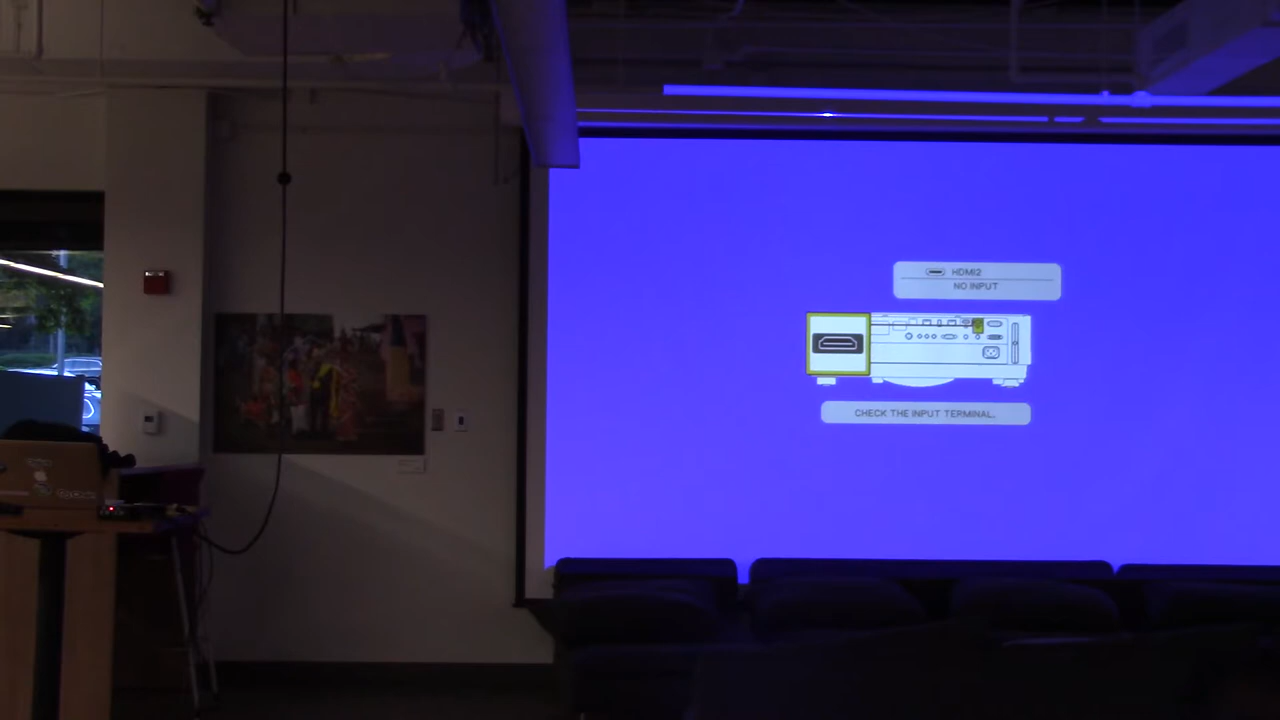 HDMI2
NO INPUT
CHECK THE INPUT TERMINAL.